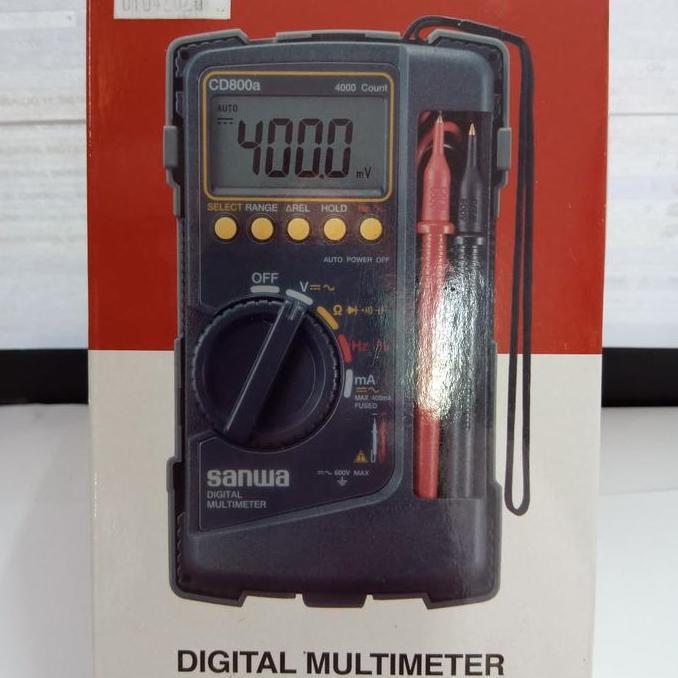 CD800a 4000 Count
AUTO
400.0 mV
SELECT RANGE ΔREL HOLD
AUTO POWER OFF
OFF
V
Ω
Hz
mA
MAX 400mA
FUSED
sanwa
DIGITAL
MULTIMETER
600V MAX
DIGITAL MULTIMETER